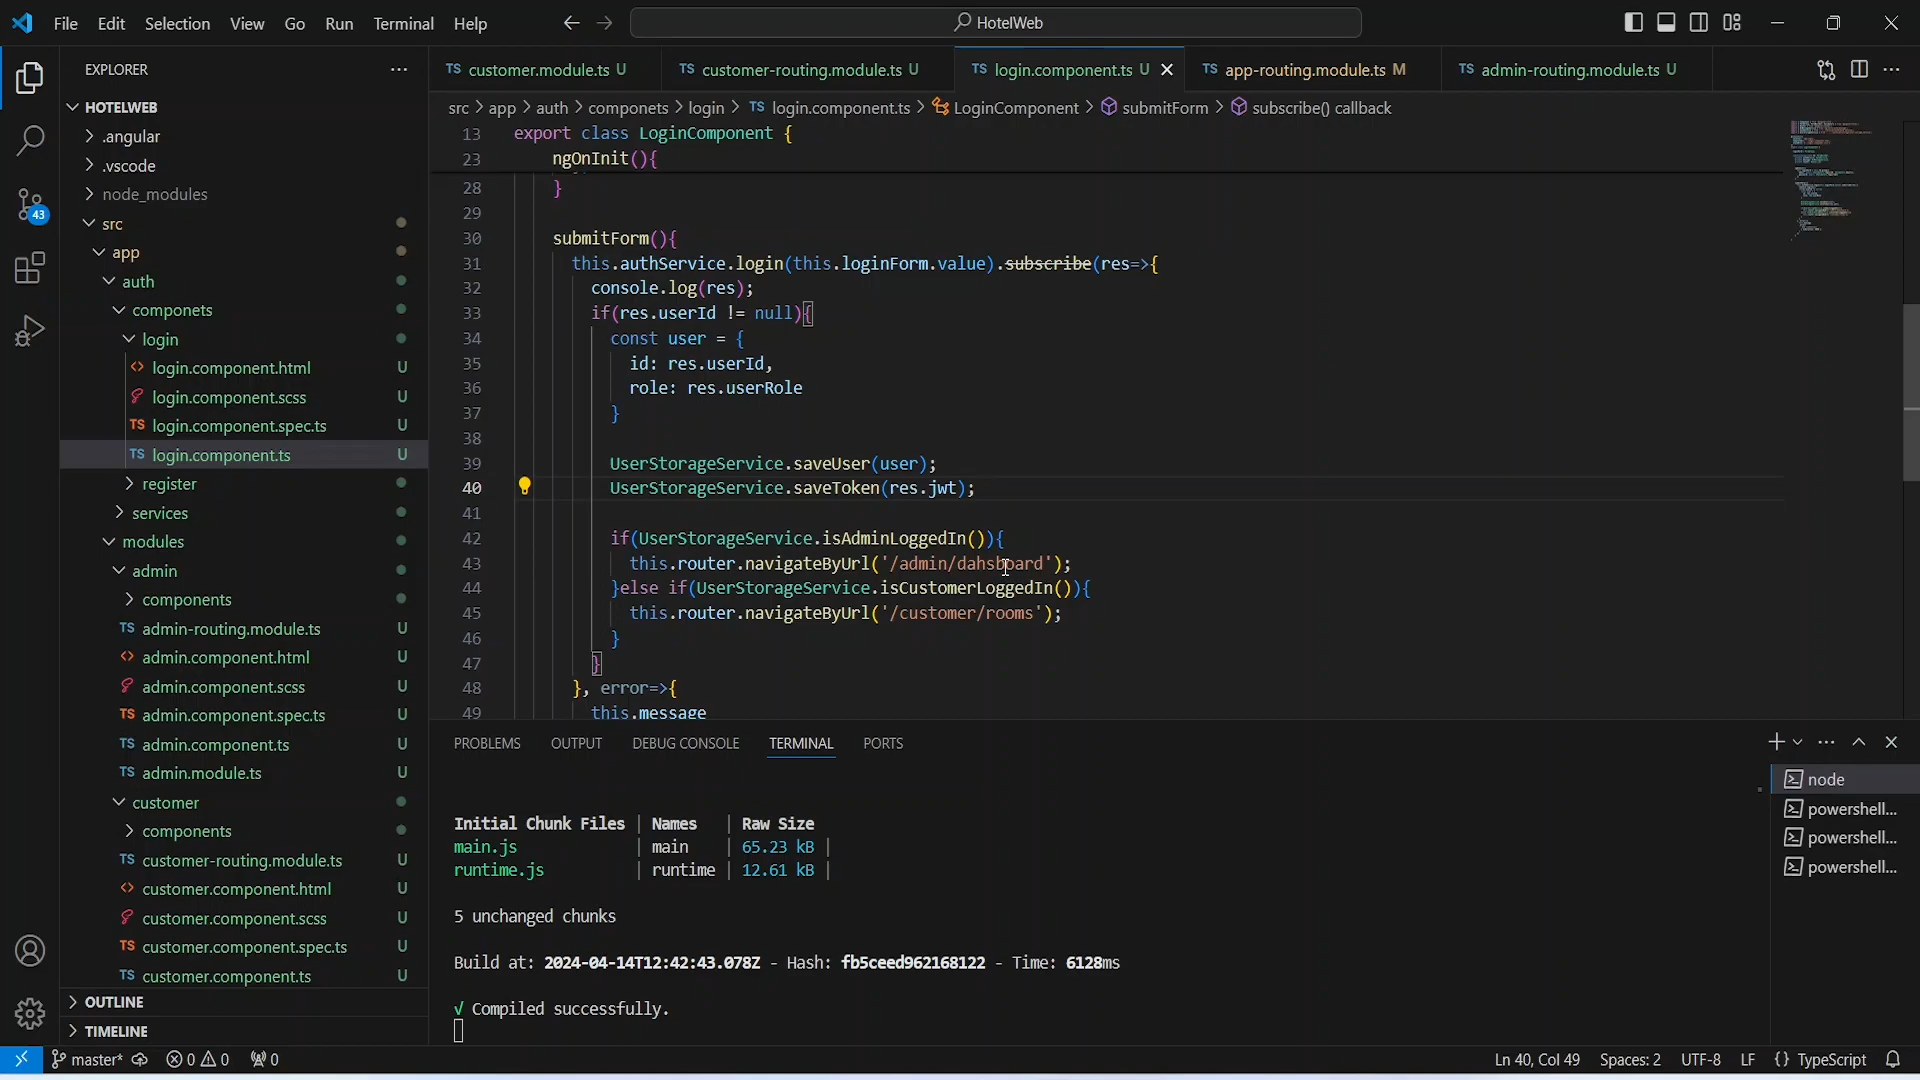 File Edit Selection View Go Run Terminal Help
HotelWeb
EXPLORER
HOTELWEB
.angular
.vscode
node_modules
src
app
auth
componets
login
login.component.html U
login.component.scss U
login.component.spec.ts U
TS login.component.ts U
register
services
modules
admin
components
TS admin-routing.module.ts U
admin.component.html U
admin.component.scss U
TS admin.component.spec.ts U
TS admin.component.ts U
TS admin.module.ts U
customer
components
TS customer-routing.module.ts U
customer.component.html U
customer.component.scss U
TS customer.component.spec.ts U
TS customer.component.ts U
OUTLINE
TIMELINE
43
TS customer.module.ts U
TS customer-routing.module.ts U
TS login.component.ts U
TS app-routing.module.ts M
TS admin-routing.module.ts U
src > app > auth > componets > login > TS login.component.ts > LoginComponent > submitForm > subscribe() callback
13 export class LoginComponent {
23 ngOnInit(){
28 }
29
30 submitForm(){
31 this.authService.login(this.loginForm.value).subscribe(res=>{
32 console.log(res);
33 if(res.userId != null){
34 const user = {
35 id: res.userId,
36 role: res.userRole
37 }
38
39 UserStorageService.saveUser(user);
40 UserStorageService.saveToken(res.jwt);
41
42 if(UserStorageService.isAdminLoggedIn()){
43 this.router.navigateByUrl('/admin/dahsboard');
44 }else if(UserStorageService.isCustomerLoggedIn()){
45 this.router.navigateByUrl('/customer/rooms');
46 }
47 }
48 }, error=>{
49 this.message
PROBLEMS OUTPUT DEBUG CONSOLE TERMINAL PORTS
Initial Chunk Files | Names | Raw Size
main.js | main | 65.23 kB |
runtime.js | runtime | 12.61 kB |
5 unchanged chunks
Build at: 2024-04-14T12:42:43.078Z - Hash: fb5ceed962168122 - Time: 6128ms
√ Compiled successfully.
node
powershell...
powershell...
powershell...
master* 0 0 0
Ln 40, Col 49 Spaces: 2 UTF-8 LF {} TypeScript